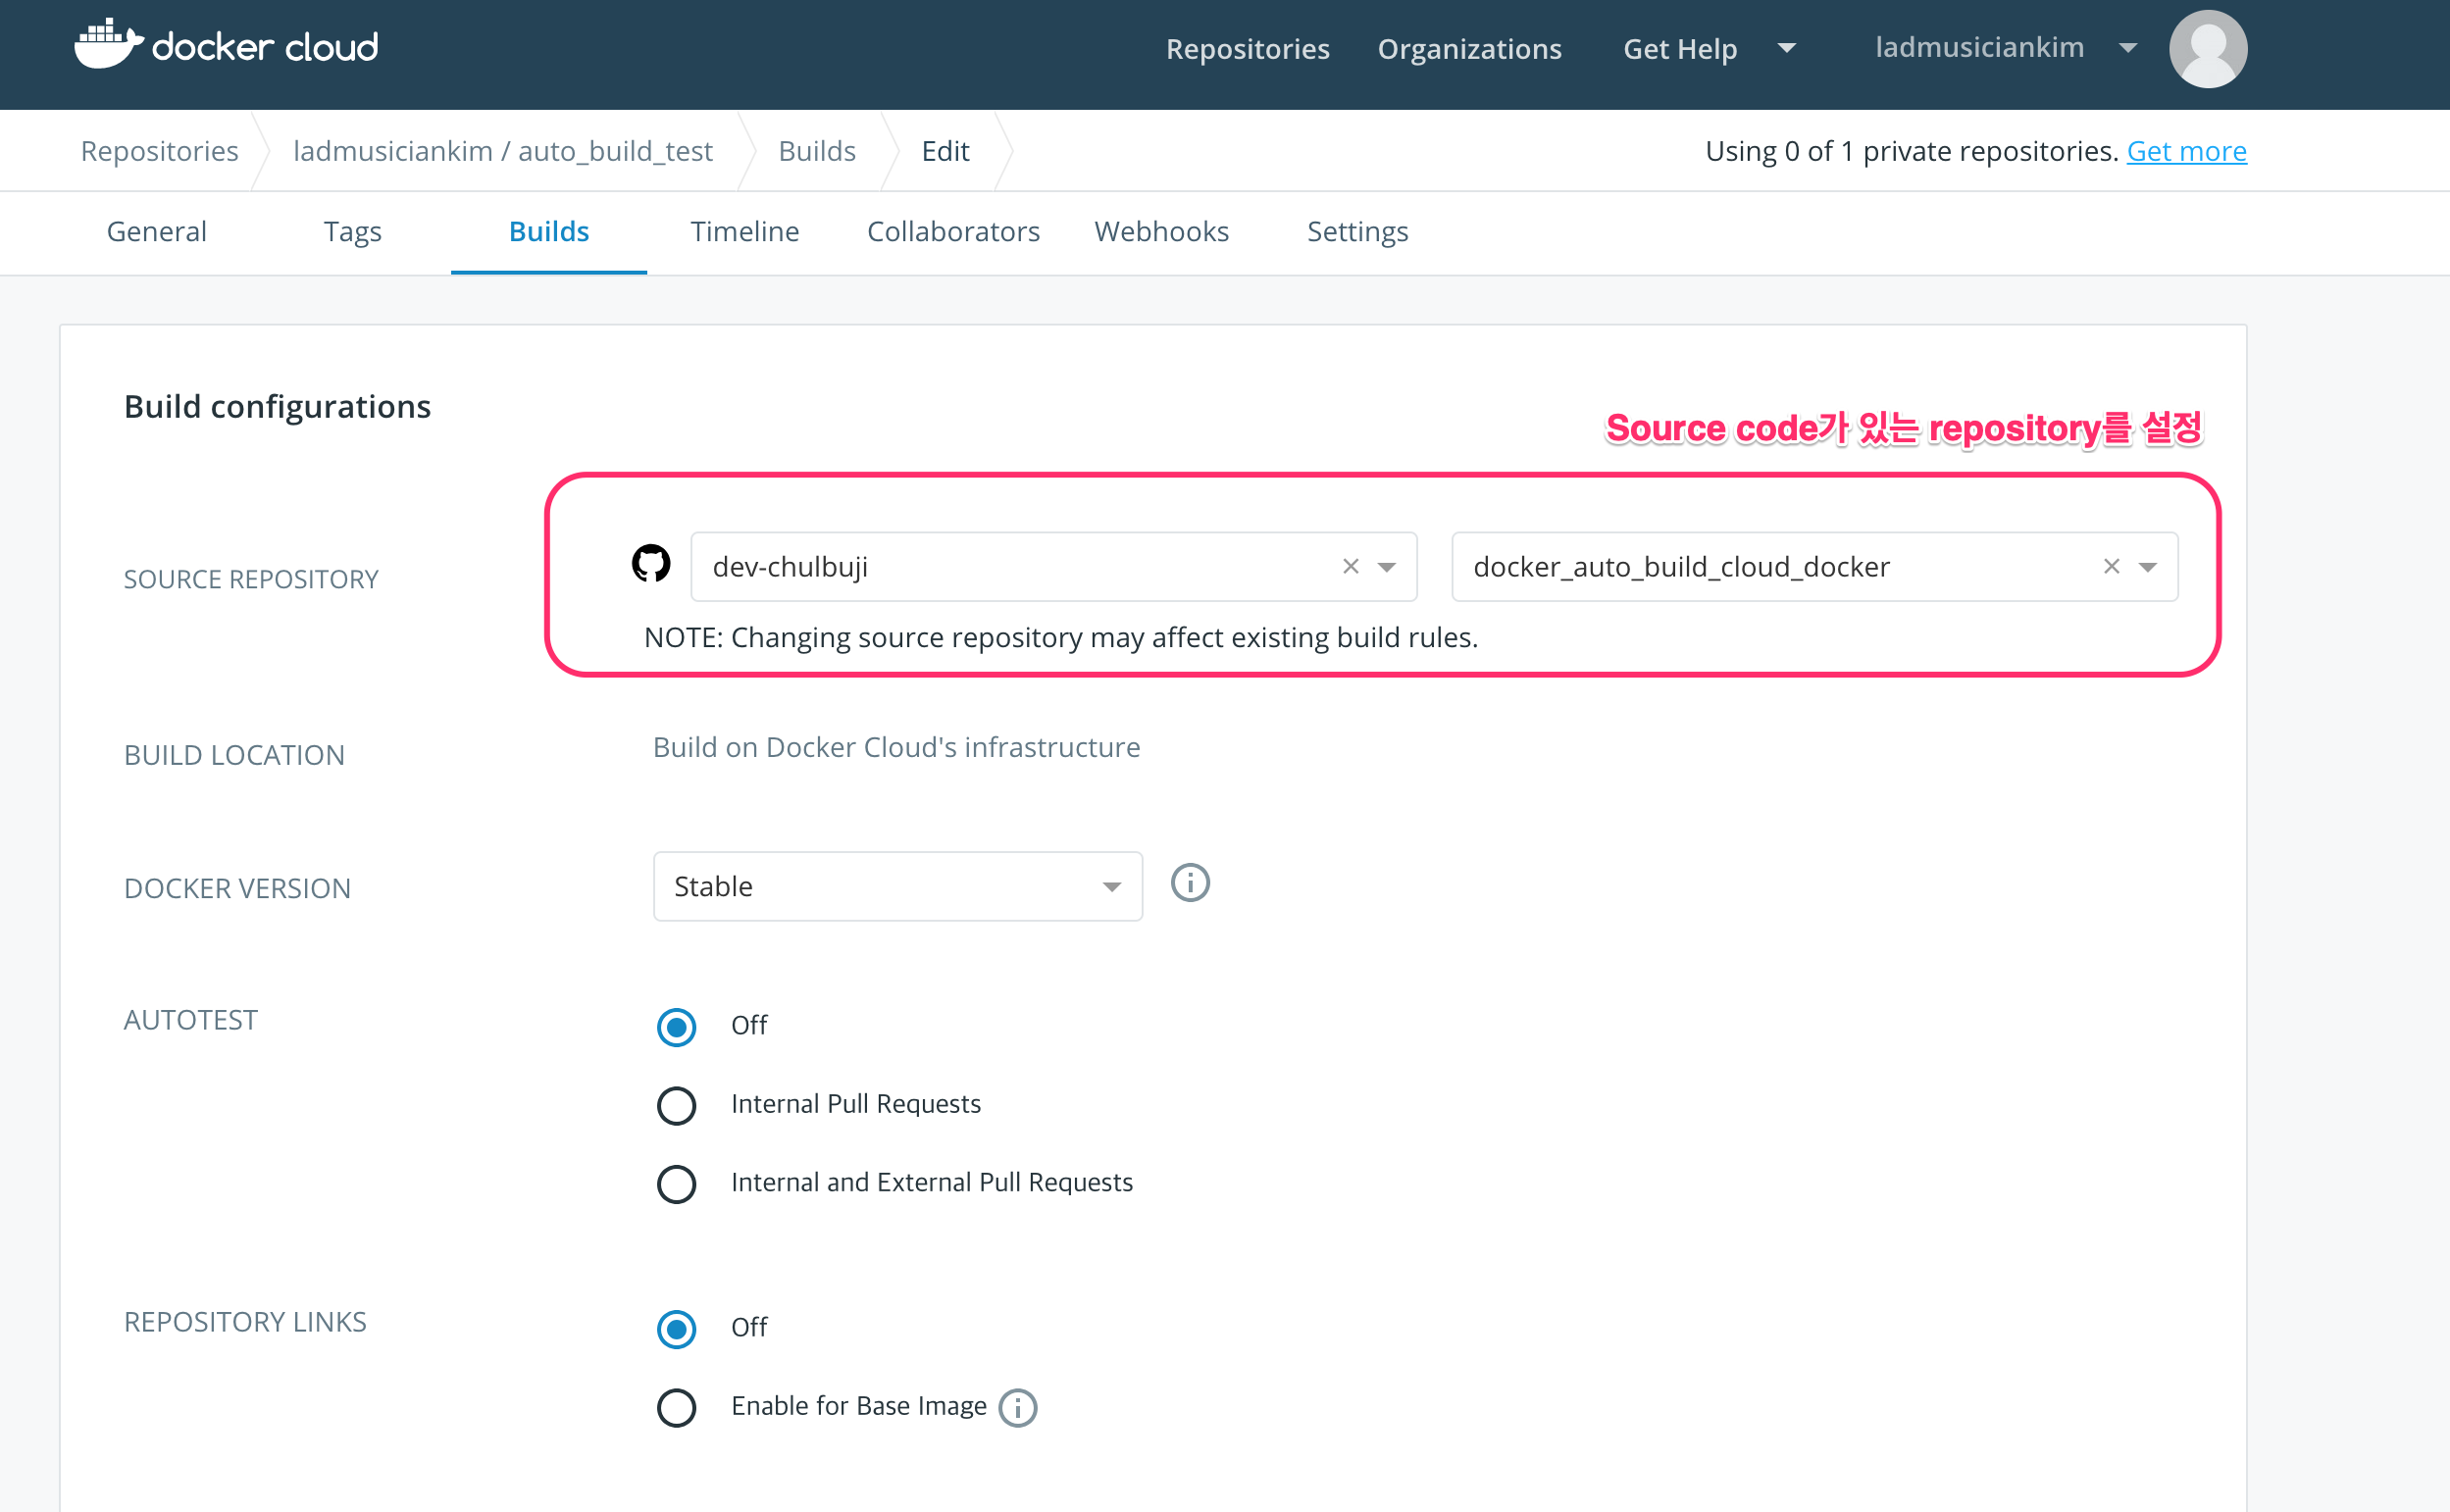 docker cloud Repositories Organizations Get Help ladmusiciankim
Repositories ladmusiciankim / auto_build_test Builds Edit Using 0 of 1 private repositories. Get more
General Tags Builds Timeline Collaborators Webhooks Settings
Build configurations
Source code가 있는 repository를 설정
SOURCE REPOSITORY dev-chulbuji docker_auto_build_cloud_docker
NOTE: Changing source repository may affect existing build rules.
BUILD LOCATION Build on Docker Cloud's infrastructure
DOCKER VERSION Stable
AUTOTEST Off
Internal Pull Requests
Internal and External Pull Requests
REPOSITORY LINKS Off
Enable for Base Image